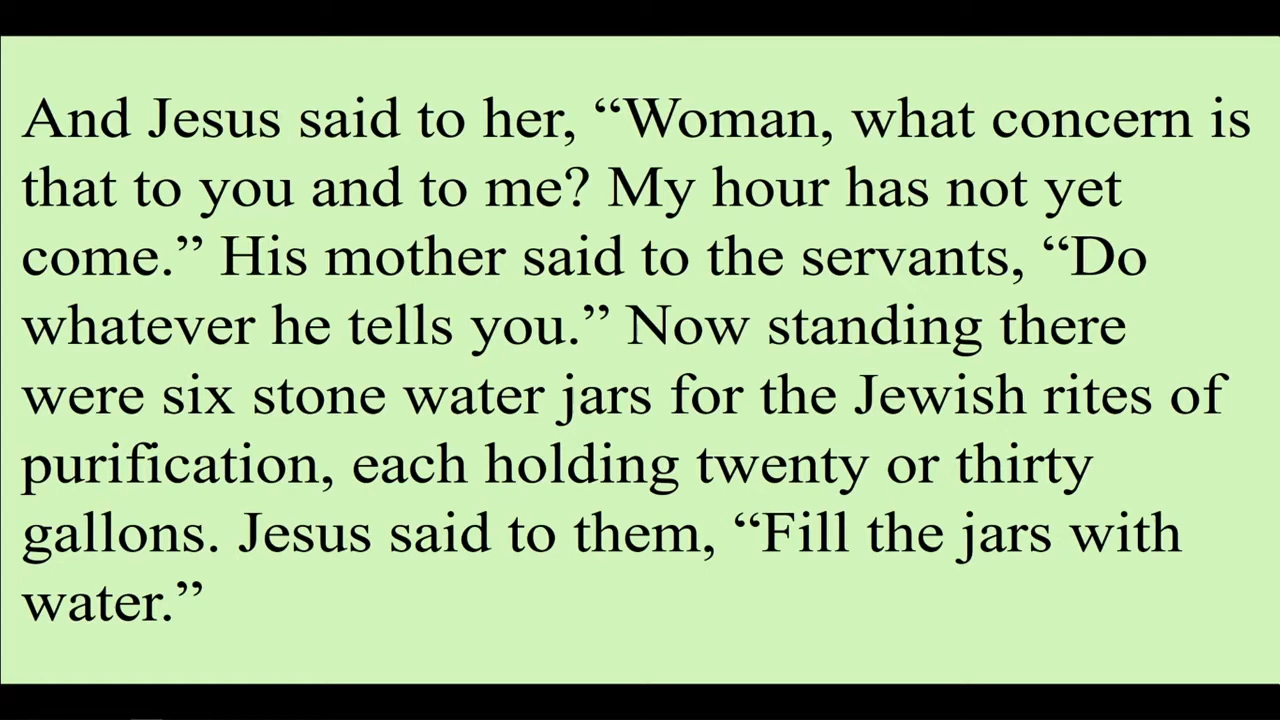 And Jesus said to her, “Woman, what concern is
that to you and to me? My hour has not yet
come.” His mother said to the servants, “Do
whatever he tells you.” Now standing there
were six stone water jars for the Jewish rites of
purification, each holding twenty or thirty
gallons. Jesus said to them, “Fill the jars with
water.”